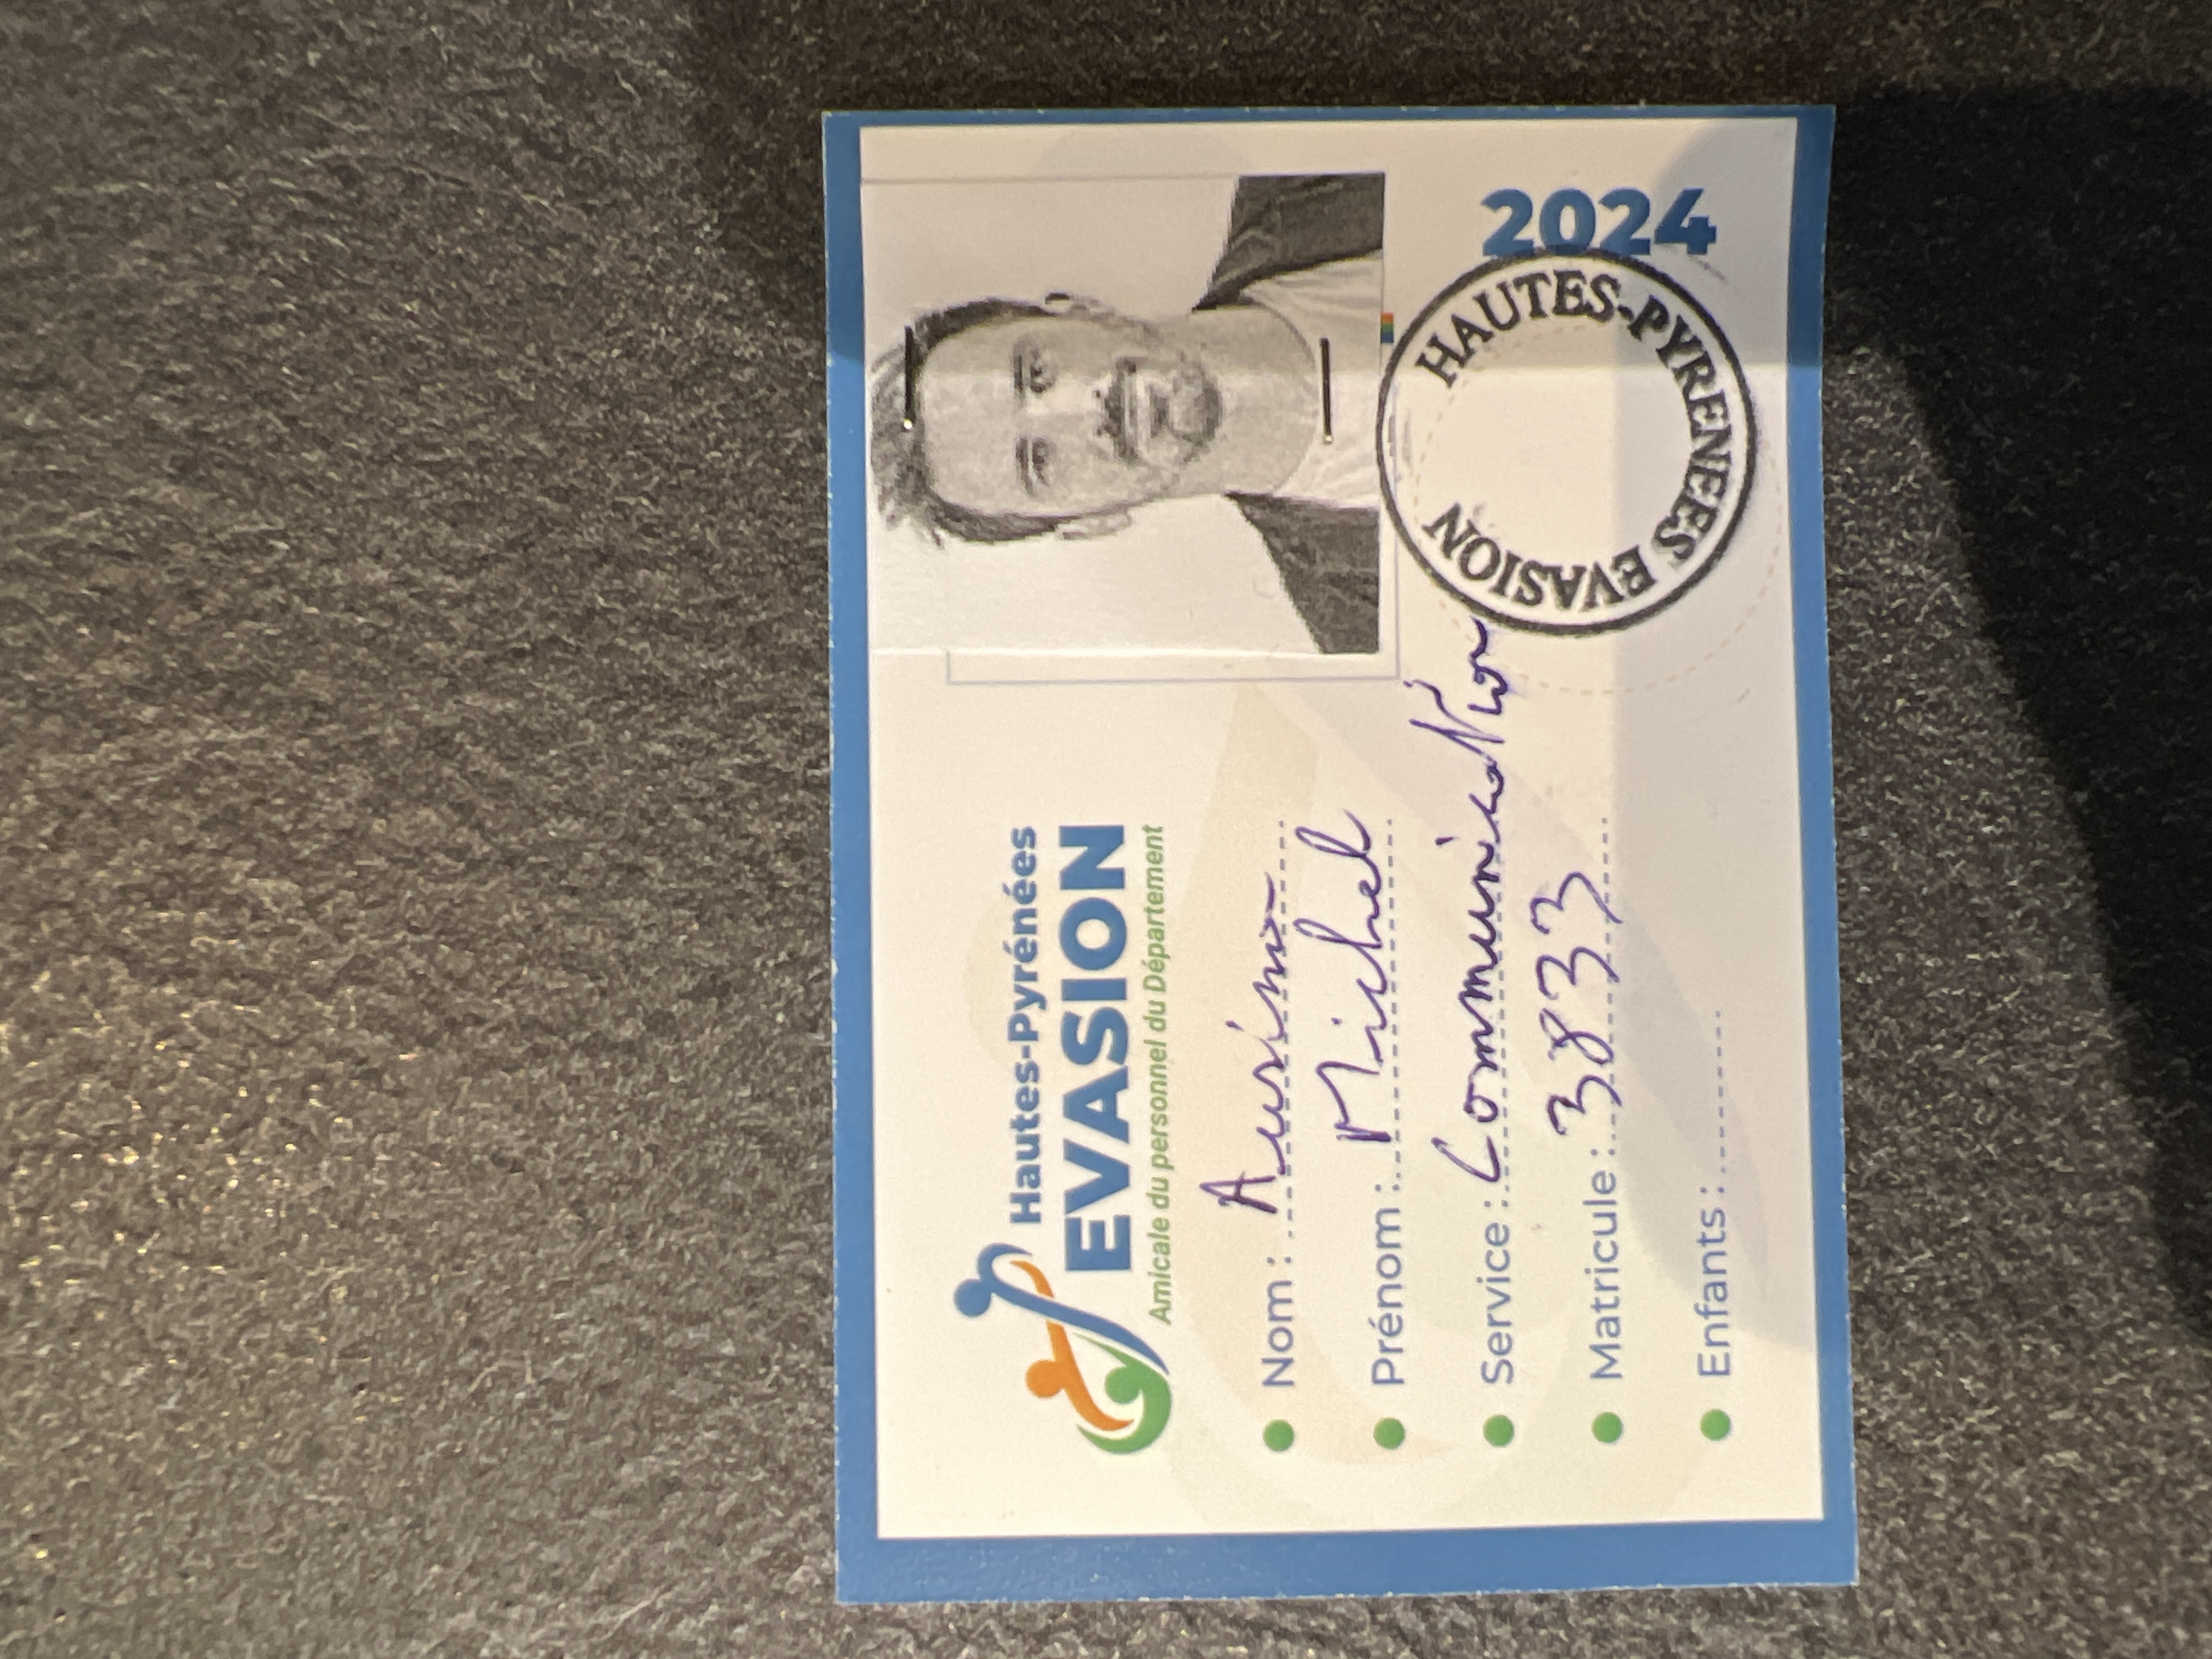 Hautes-Pyrénées
EVASION
Amicale du personnel du Département
Nom :
Prénom : Michel
Service : Communication
Matricule : 3833
Enfants :
2024
HAUTES-PYRENEES EVASION